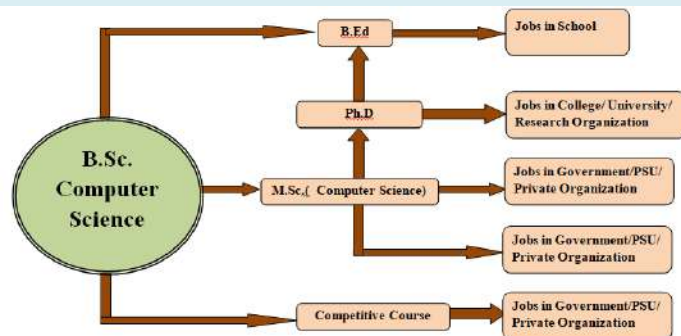 B.Ed
Jobs in School
Ph.D
Jobs in College/ University/
Research Organization
B.Sc.
Computer
Science
M.Sc,( Computer Science)
Jobs in Government/PSU/
Private Organization
Jobs in Government/PSU/
Private Organization
Competitive Course
Jobs in Government/PSU/
Private Organization